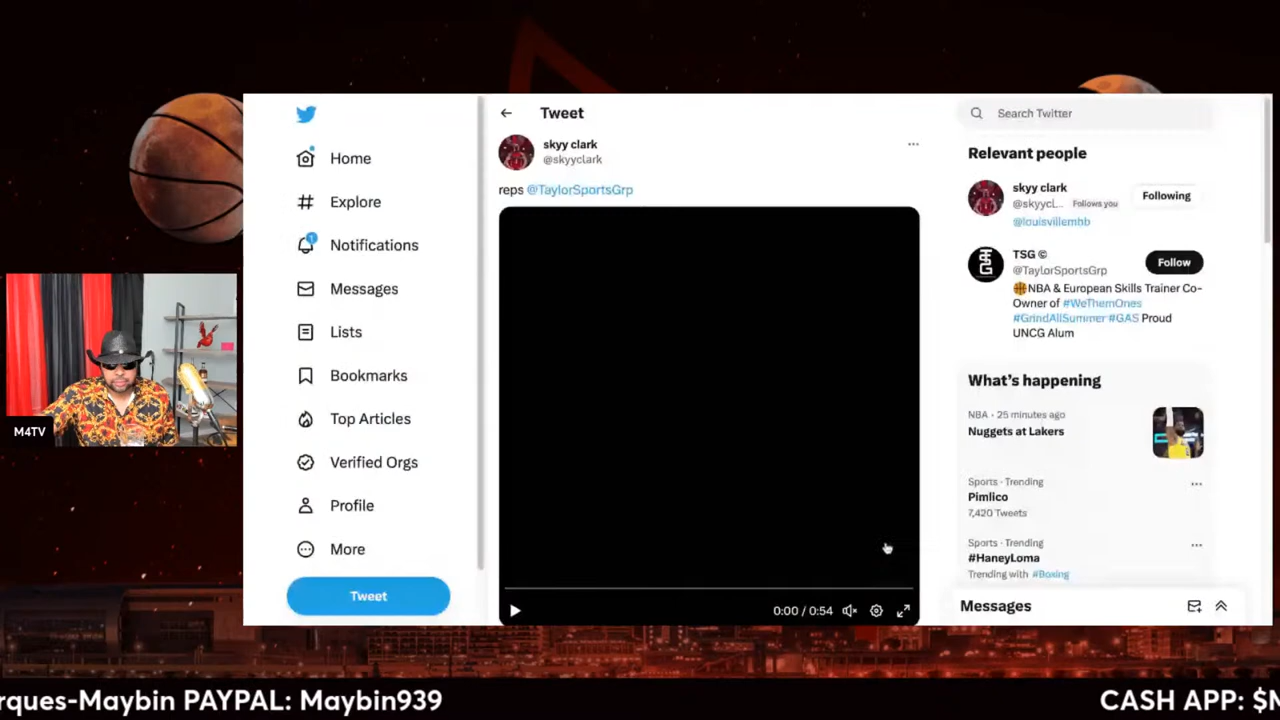 Home
Explore
1
Notifications
Messages
Lists
Bookmarks
Top Articles
Verified Orgs
Profile
More
Tweet
Tweet
skyy clark
@skyyclark
reps @TaylorSportsGrp
0:00 / 0:54
Search Twitter
Relevant people
skyy clark
@skyycl... Follows you
Following
@louisvillembb
TSG ©
@TaylorSportsGrp
Follow
NBA & European Skills Trainer Co-
Owner of #WeThemOnes
#GrindAllSummer #GAS Proud
UNCG Alum
What's happening
NBA · 25 minutes ago
Nuggets at Lakers
Sports · Trending
Pimlico
7,420 Tweets
Sports · Trending
#HaneyLoma
Trending with #Boxing
Messages
M4TV
rques-Maybin PAYPAL: Maybin939
CASH APP: $M